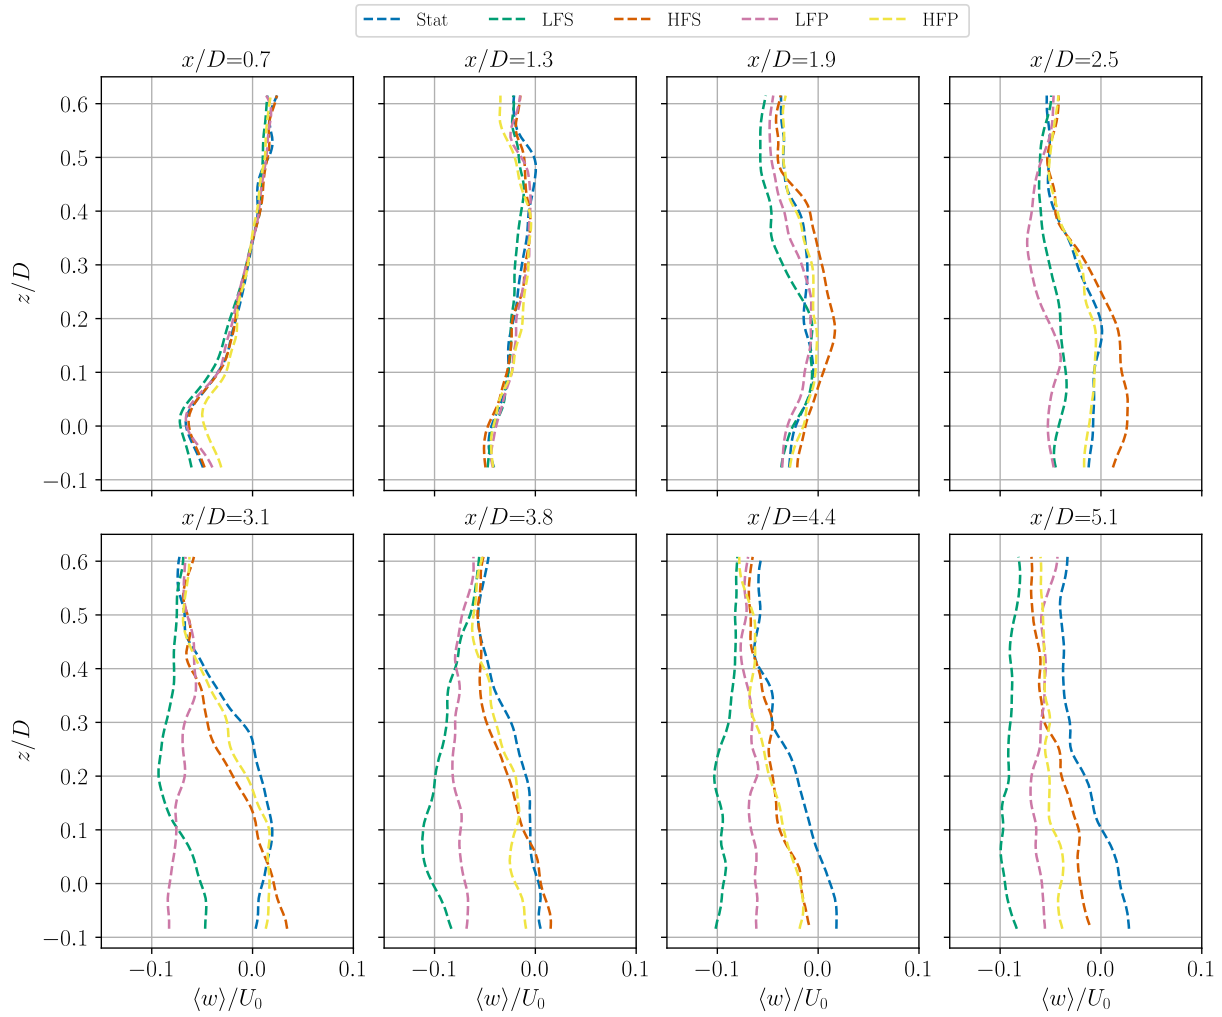 Stat LFS HFS LFP HFP
x/D=0.7 x/D=1.3 x/D=1.9 x/D=2.5
0.6
0.5
0.4
0.3
0.2
0.1
0.0
−0.1
z/D
x/D=3.1 x/D=3.8 x/D=4.4 x/D=5.1
0.6
0.5
0.4
0.3
0.2
0.1
0.0
−0.1
z/D
−0.1 0.0 0.1 −0.1 0.0 0.1 −0.1 0.0 0.1 −0.1 0.0 0.1
⟨w⟩/U₀ ⟨w⟩/U₀ ⟨w⟩/U₀ ⟨w⟩/U₀